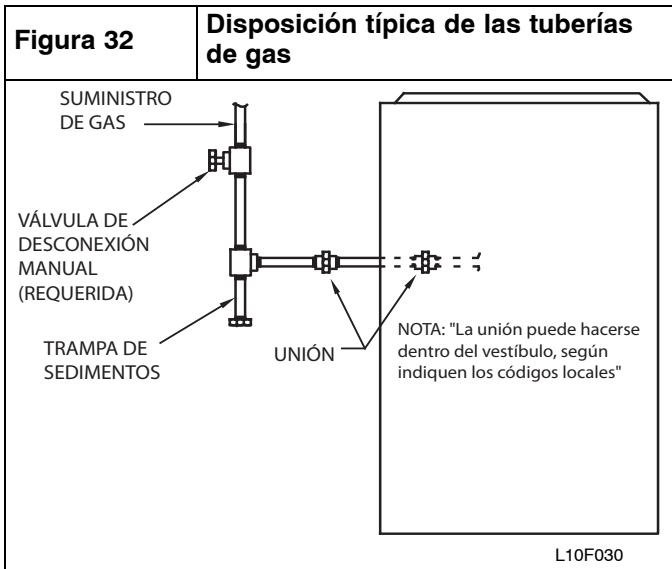 Figura 32
Disposición típica de las tuberías
de gas
SUMINISTRO
DE GAS
VÁLVULA DE
DESCONEXIÓN
MANUAL
(REQUERIDA)
TRAMPA DE
SEDIMENTOS
UNIÓN
NOTA: "La unión puede hacerse
dentro del vestíbulo, según
indiquen los códigos locales"
L10F030